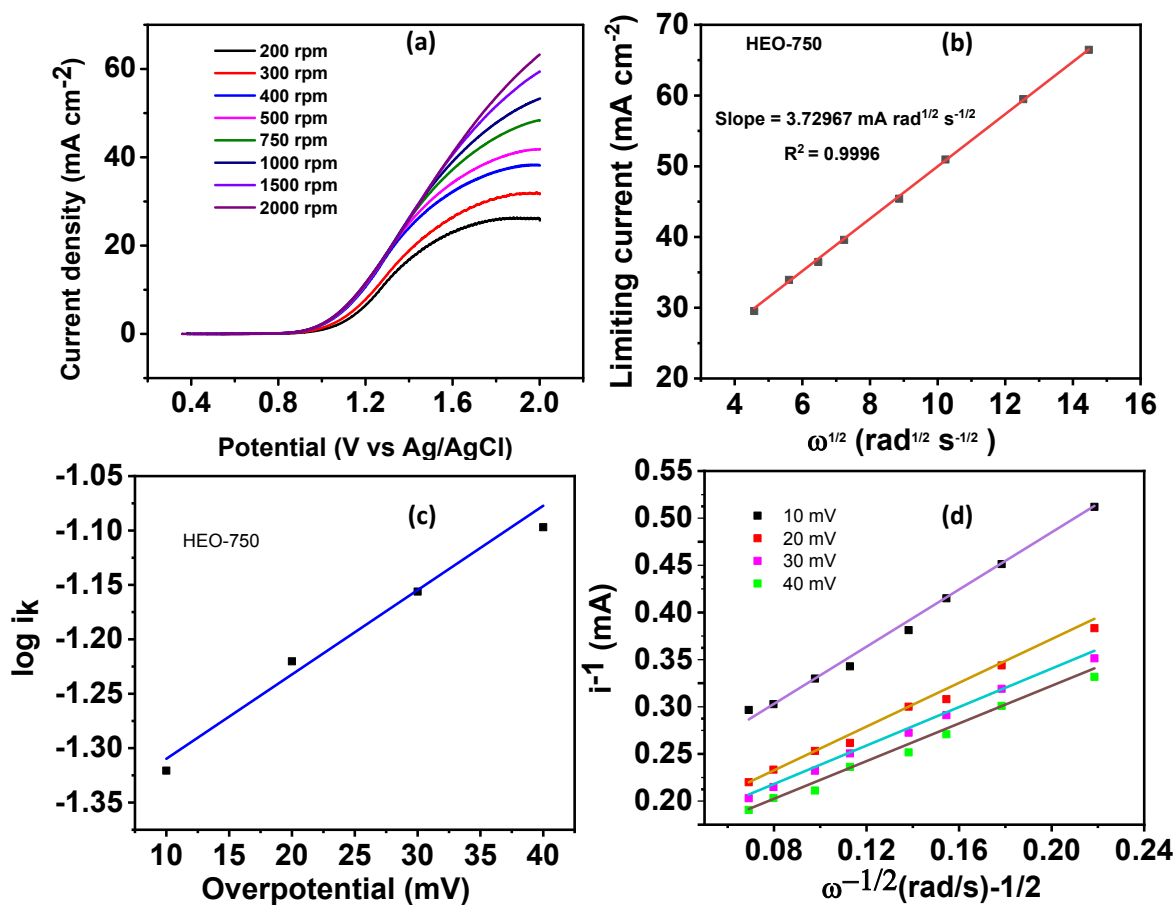 (a)
200 rpm
300 rpm
400 rpm
500 rpm
750 rpm
1000 rpm
1500 rpm
2000 rpm
60
40
20
0
0.4 0.8 1.2 1.6 2.0
Current density (mA cm-2)
Potential (V vs Ag/AgCl)
HEO-750
(b)
Slope = 3.72967 mA rad1/2 s-1/2
R2 = 0.9996
70
60
50
40
30
20
4 6 8 10 12 14 16
Limiting current (mA cm-2)
ω1/2 (rad1/2 s-1/2 )
(c)
HEO-750
-1.05
-1.10
-1.15
-1.20
-1.25
-1.30
-1.35
10 15 20 25 30 35 40
log ik
Overpotential (mV)
(d)
10 mV
20 mV
30 mV
40 mV
0.55
0.50
0.45
0.40
0.35
0.30
0.25
0.20
0.08 0.12 0.16 0.20 0.24
i-1 (mA)
ω−1/2(rad/s)-1/2